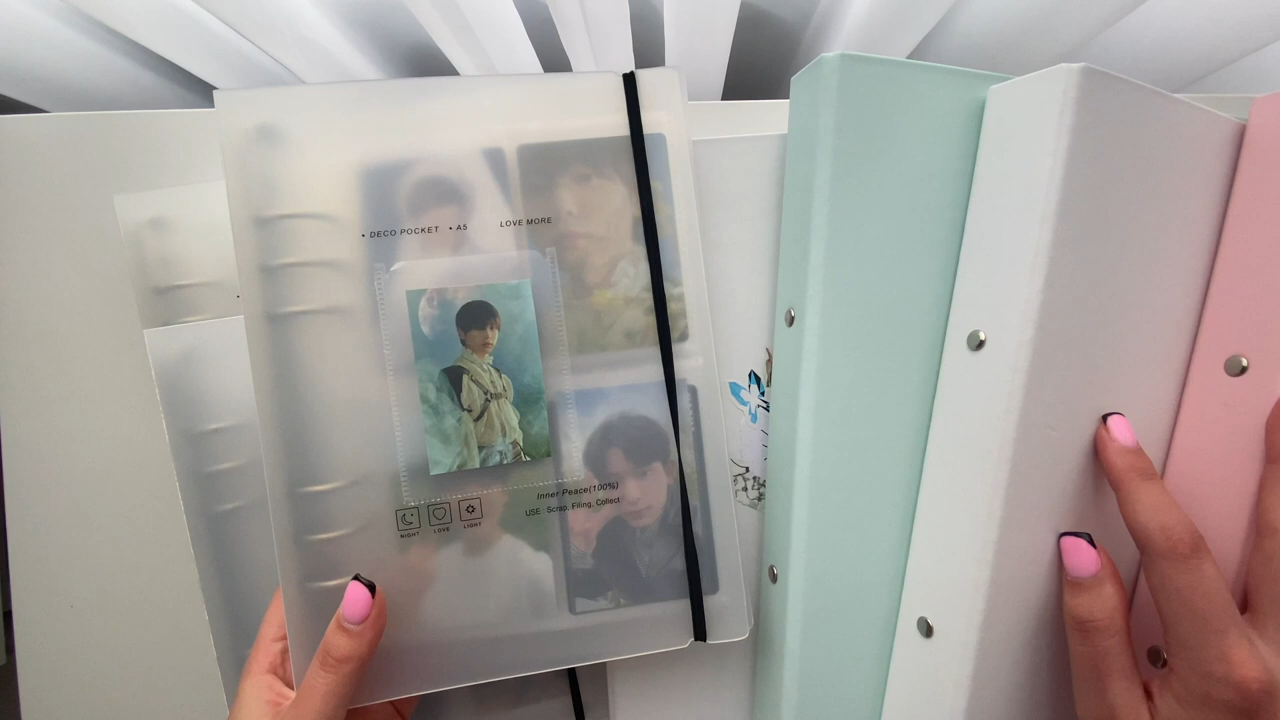 • DECO POCKET • A5 LOVE MORE
Inner Peace(100%)
USE : Scrap, Filing, Collect
NIGHT LOVE LIGHT